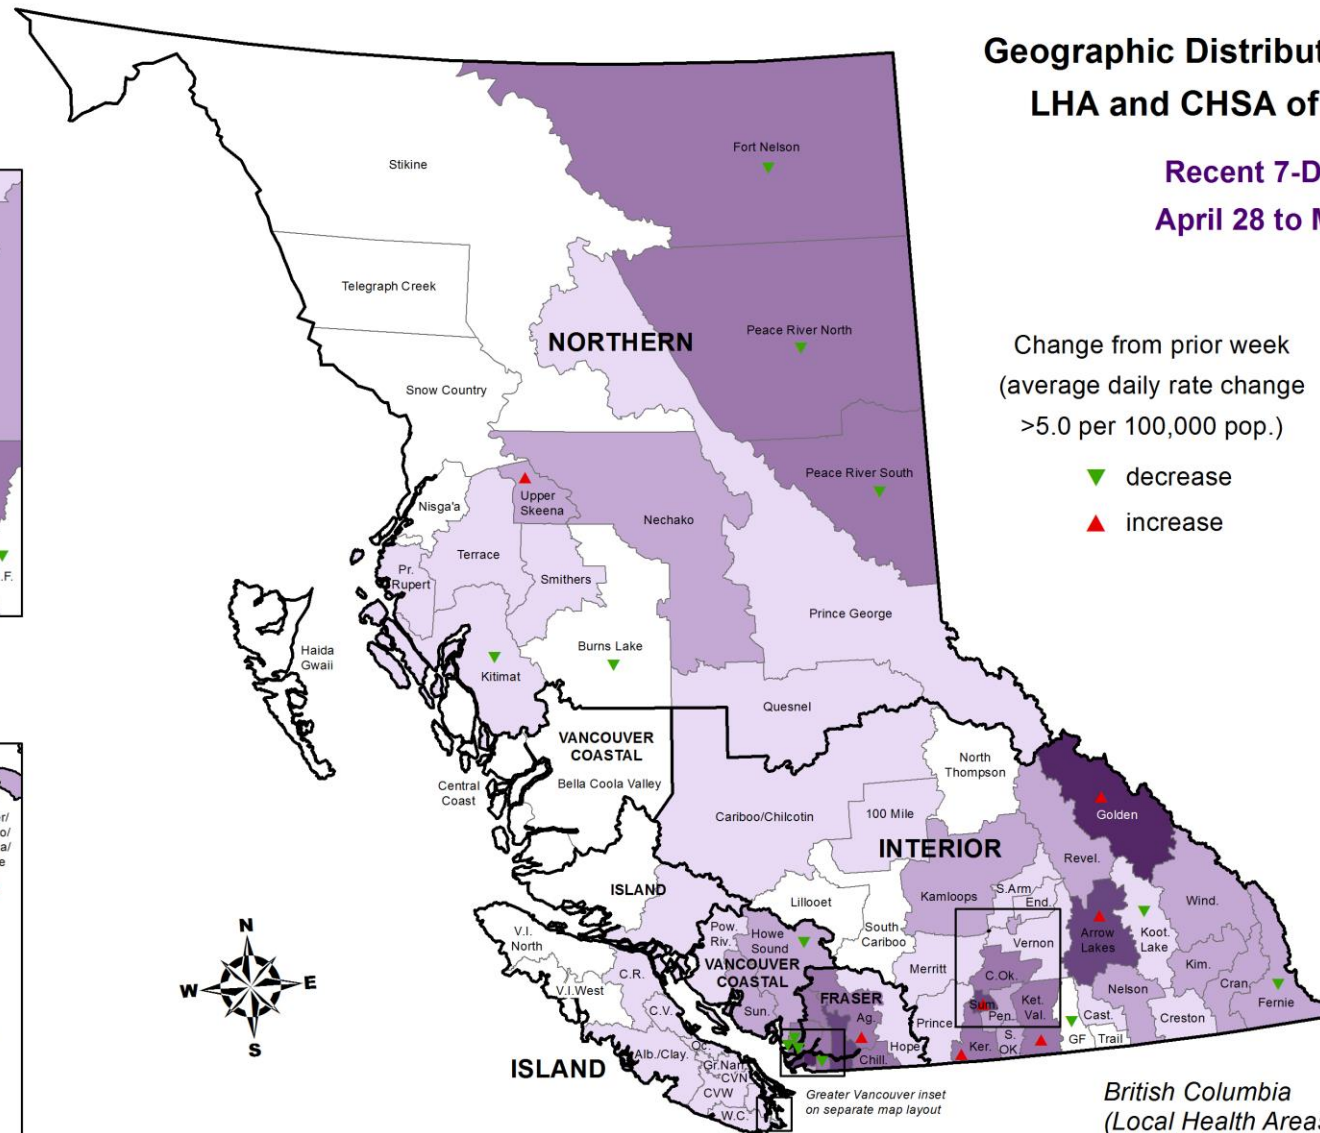 Geographic Distribut
LHA and CHSA of
Recent 7-D
April 28 to M
Change from prior week
(average daily rate change
>5.0 per 100,000 pop.)
decrease
increase
Stikine
Fort Nelson
Telegraph Creek
NORTHERN
Peace River North
Snow Country
Peace River South
Nisga'a
Upper
Skeena
Nechako
Terrace
Pr.
Rupert
Smithers
.F.
Prince George
Haida
Gwaii
Burns Lake
Kitimat
Quesnel
VANCOUVER
COASTAL
Bella Coola Valley
Central
Coast
North
Thompson
Cariboo/Chilcotin
100 Mile
Golden
INTERIOR
r/
o/
a/
e
Revel.
ISLAND
Kamloops
S.Arm
End.
Wind.
Lillooet
South
Cariboo
V.I.
North
Pow.
Riv.
Howe
Sound
Arrow
Lakes
Koot.
Lake
Vernon
N
W
E
S
VANCOUVER
COASTAL
Merritt
C.Ok.
Kim.
C.R.
V.I.West
Cran.
Nelson
Fernie
FRASER
Sum.
Pen.
Ket.
Val.
C.V.
Sun.
Ag.
Prince
Cast.
Creston
GF
Trail
Hope
Ker.
S.
OK
Chill.
Alb./Clay.
Oc.
Gr.Nan.
CVN
CVW
W.C.
ISLAND
Greater Vancouver inset
on separate map layout
British Columbia
(Local Health Areas